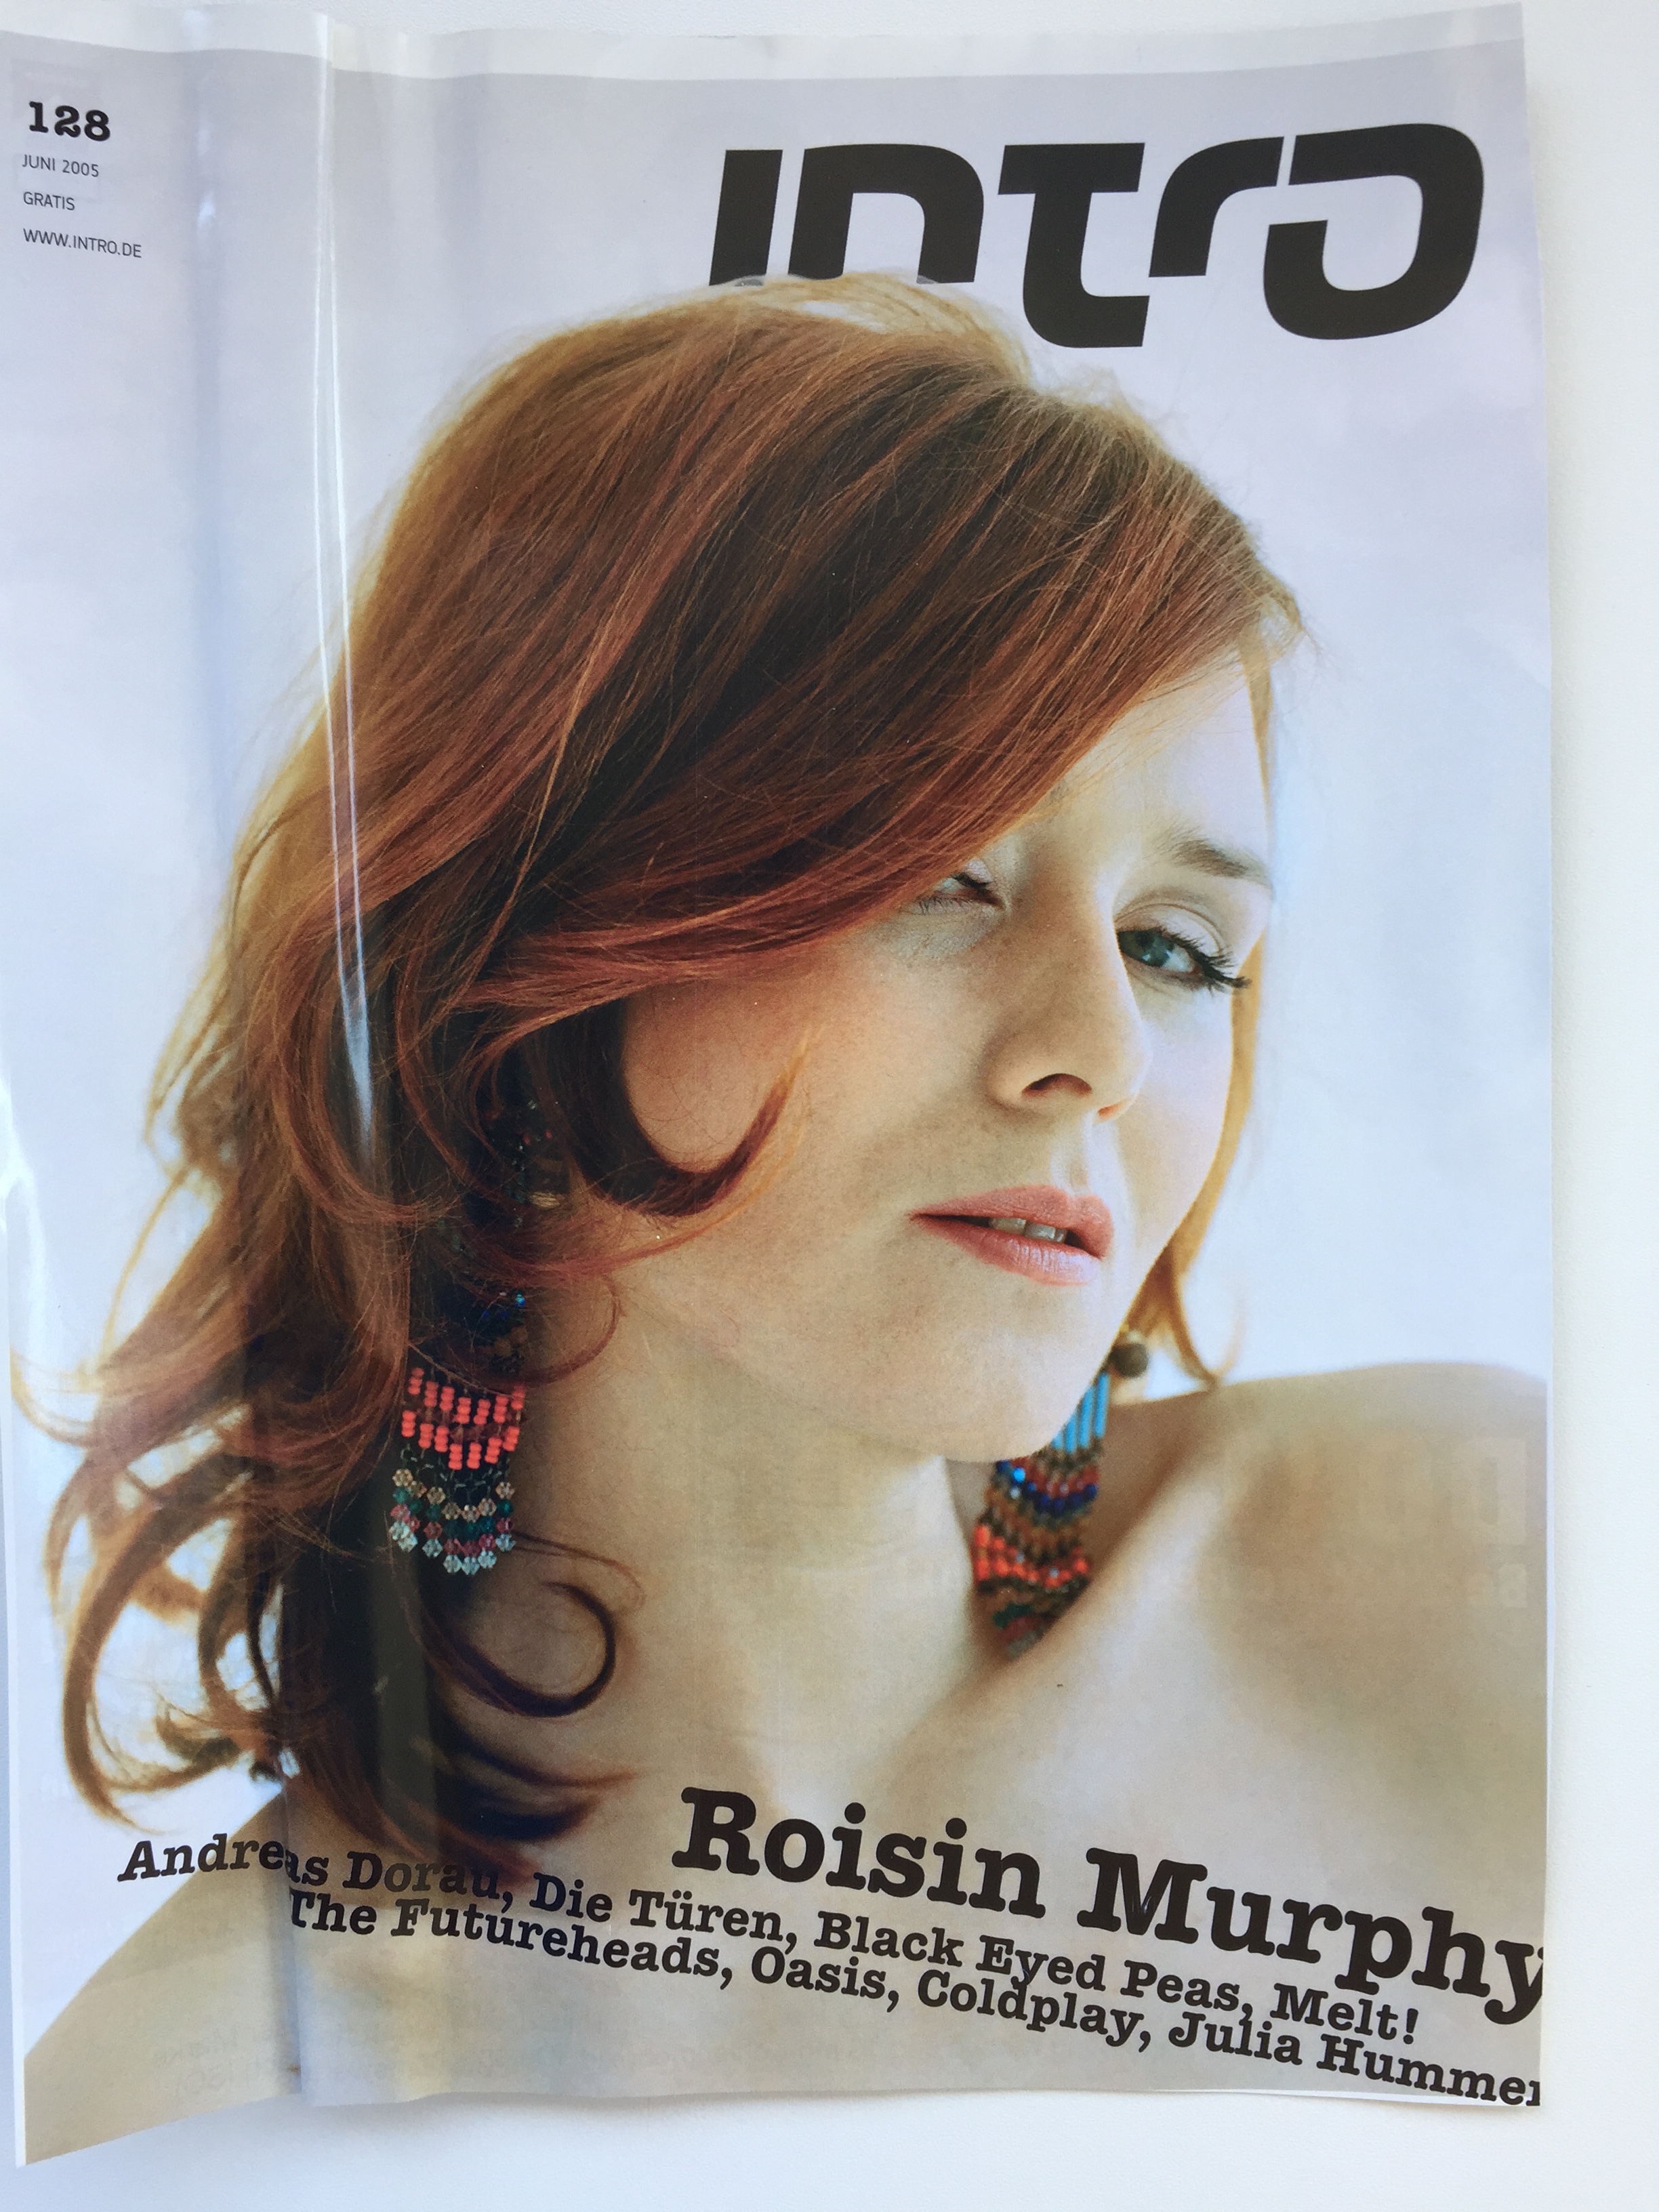 128
JUNI 2005
GRATIS
WWW.INTRO.DE
intro
Roisin Murphy
Andreas Dorau, Die Türen, Black Eyed Peas, Melt!
The Futureheads, Oasis, Coldplay, Julia Hummer